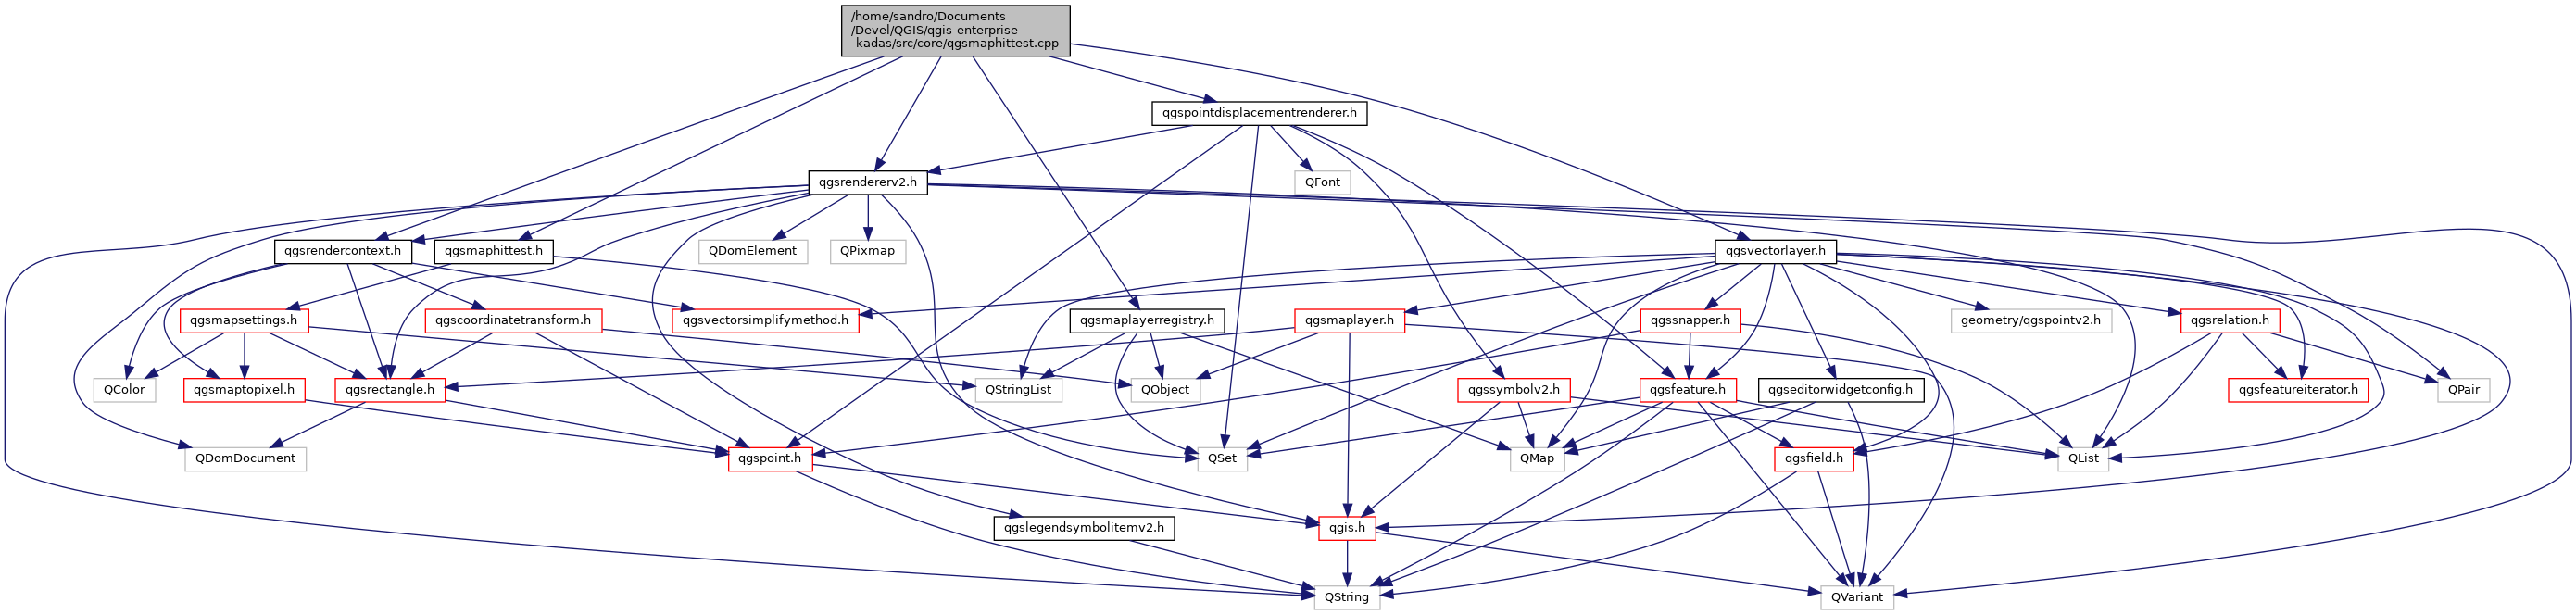 /home/sandro/Documents
/Devel/QGIS/qgis-enterprise
-kadas/src/core/qgsmaphittest.cpp
qgspointdisplacementrenderer.h
qgsrendererv2.h
QFont
qgsrendercontext.h
qgsmaphittest.h
QDomElement
QPixmap
qgsvectorlayer.h
qgsmapsettings.h
qgscoordinatetransform.h
qgsvectorsimplifymethod.h
qgsmaplayerregistry.h
qgsmaplayer.h
qgssnapper.h
geometry/qgspointv2.h
qgsrelation.h
QColor
qgsmaptopixel.h
qgsrectangle.h
QStringList
QObject
qgssymbolv2.h
qgsfeature.h
qgseditorwidgetconfig.h
qgsfeatureiterator.h
QPair
QDomDocument
qgspoint.h
QSet
QMap
qgsfield.h
QList
qgslegendsymbolitemv2.h
qgis.h
QString
QVariant